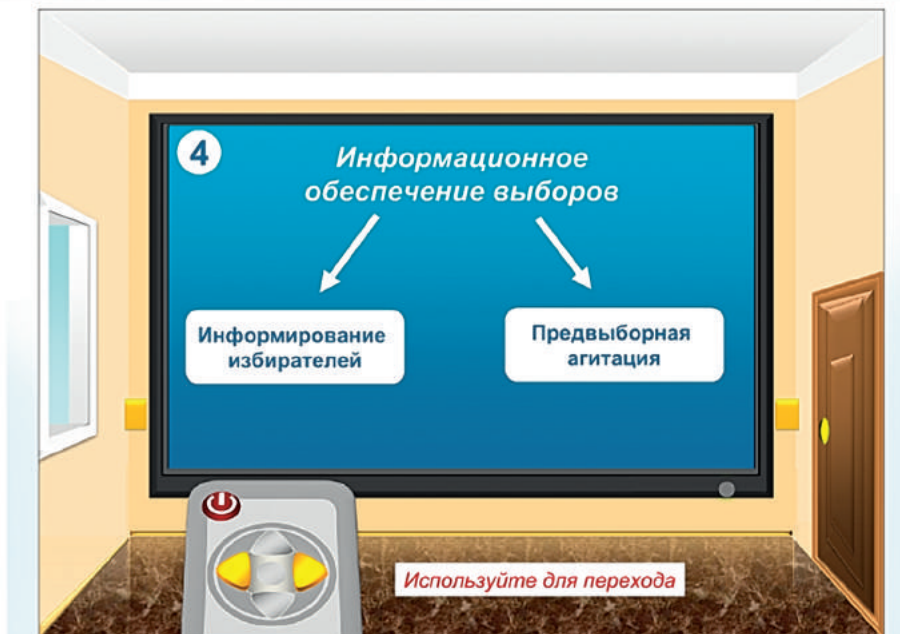 4
Информационное
обеспечение выборов
Информирование
избирателей
Предвыборная
агитация
Используйте для перехода